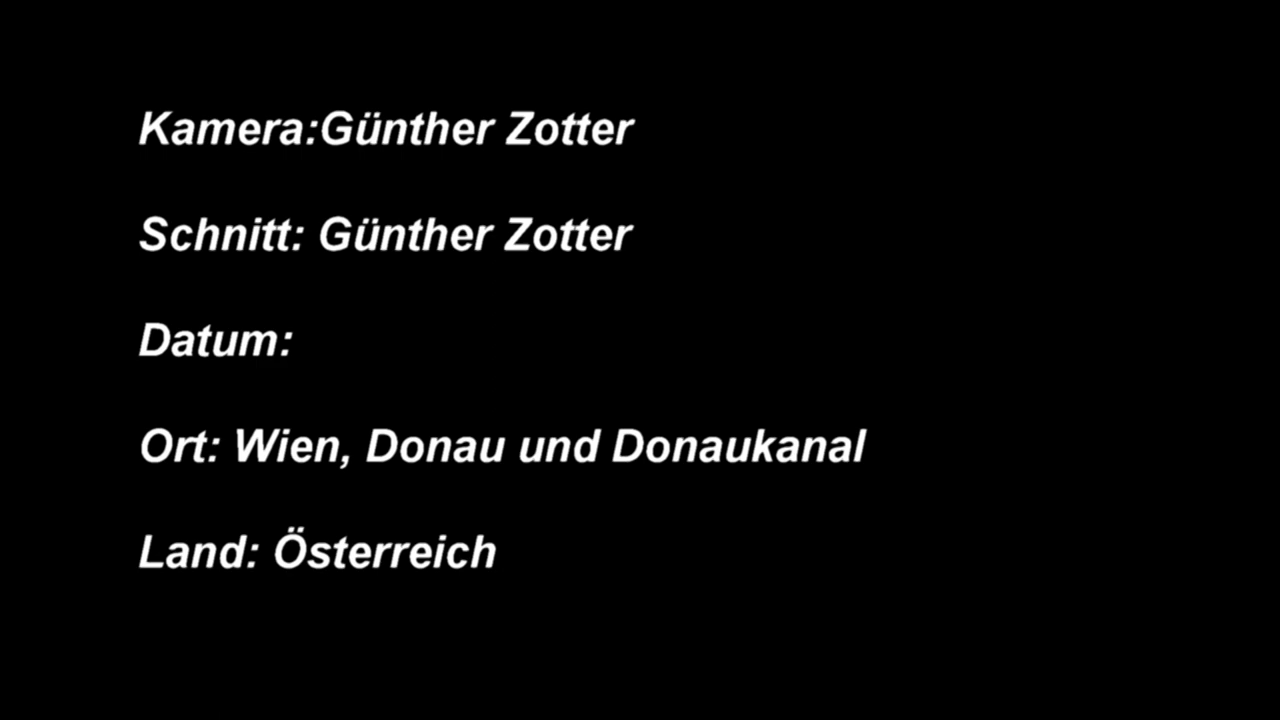 Kamera:Günther Zotter
Schnitt: Günther Zotter
Datum:
Ort: Wien, Donau und Donaukanal
Land: Österreich